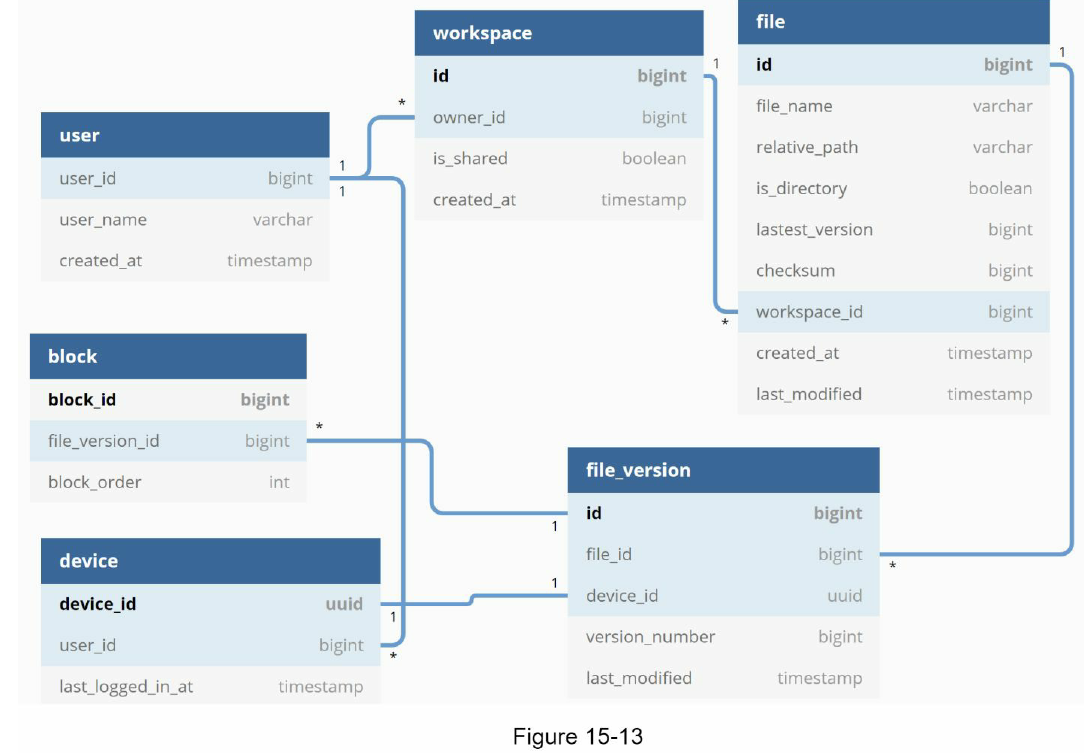 workspace
id bigint
owner_id bigint
is_shared boolean
created_at timestamp
1
*
file
id bigint
file_name varchar
relative_path varchar
is_directory boolean
lastest_version bigint
checksum bigint
workspace_id bigint
created_at timestamp
last_modified timestamp
1
*
user
user_id bigint
user_name varchar
created_at timestamp
1
1
block
block_id bigint
file_version_id bigint
block_order int
*
file_version
id bigint
file_id bigint
device_id uuid
version_number bigint
last_modified timestamp
1
1
*
device
device_id uuid
user_id bigint
last_logged_in_at timestamp
1
*
Figure 15-13